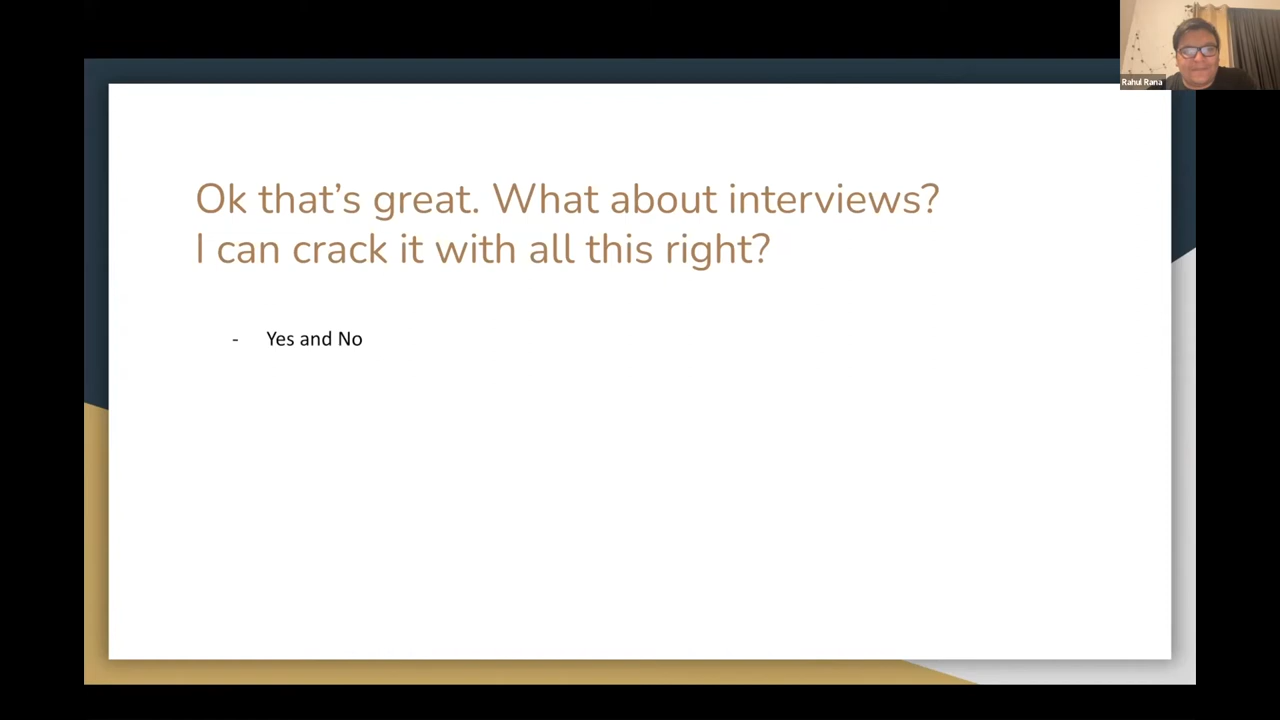 Rahul Rana
Ok that’s great. What about interviews?
I can crack it with all this right?
- Yes and No